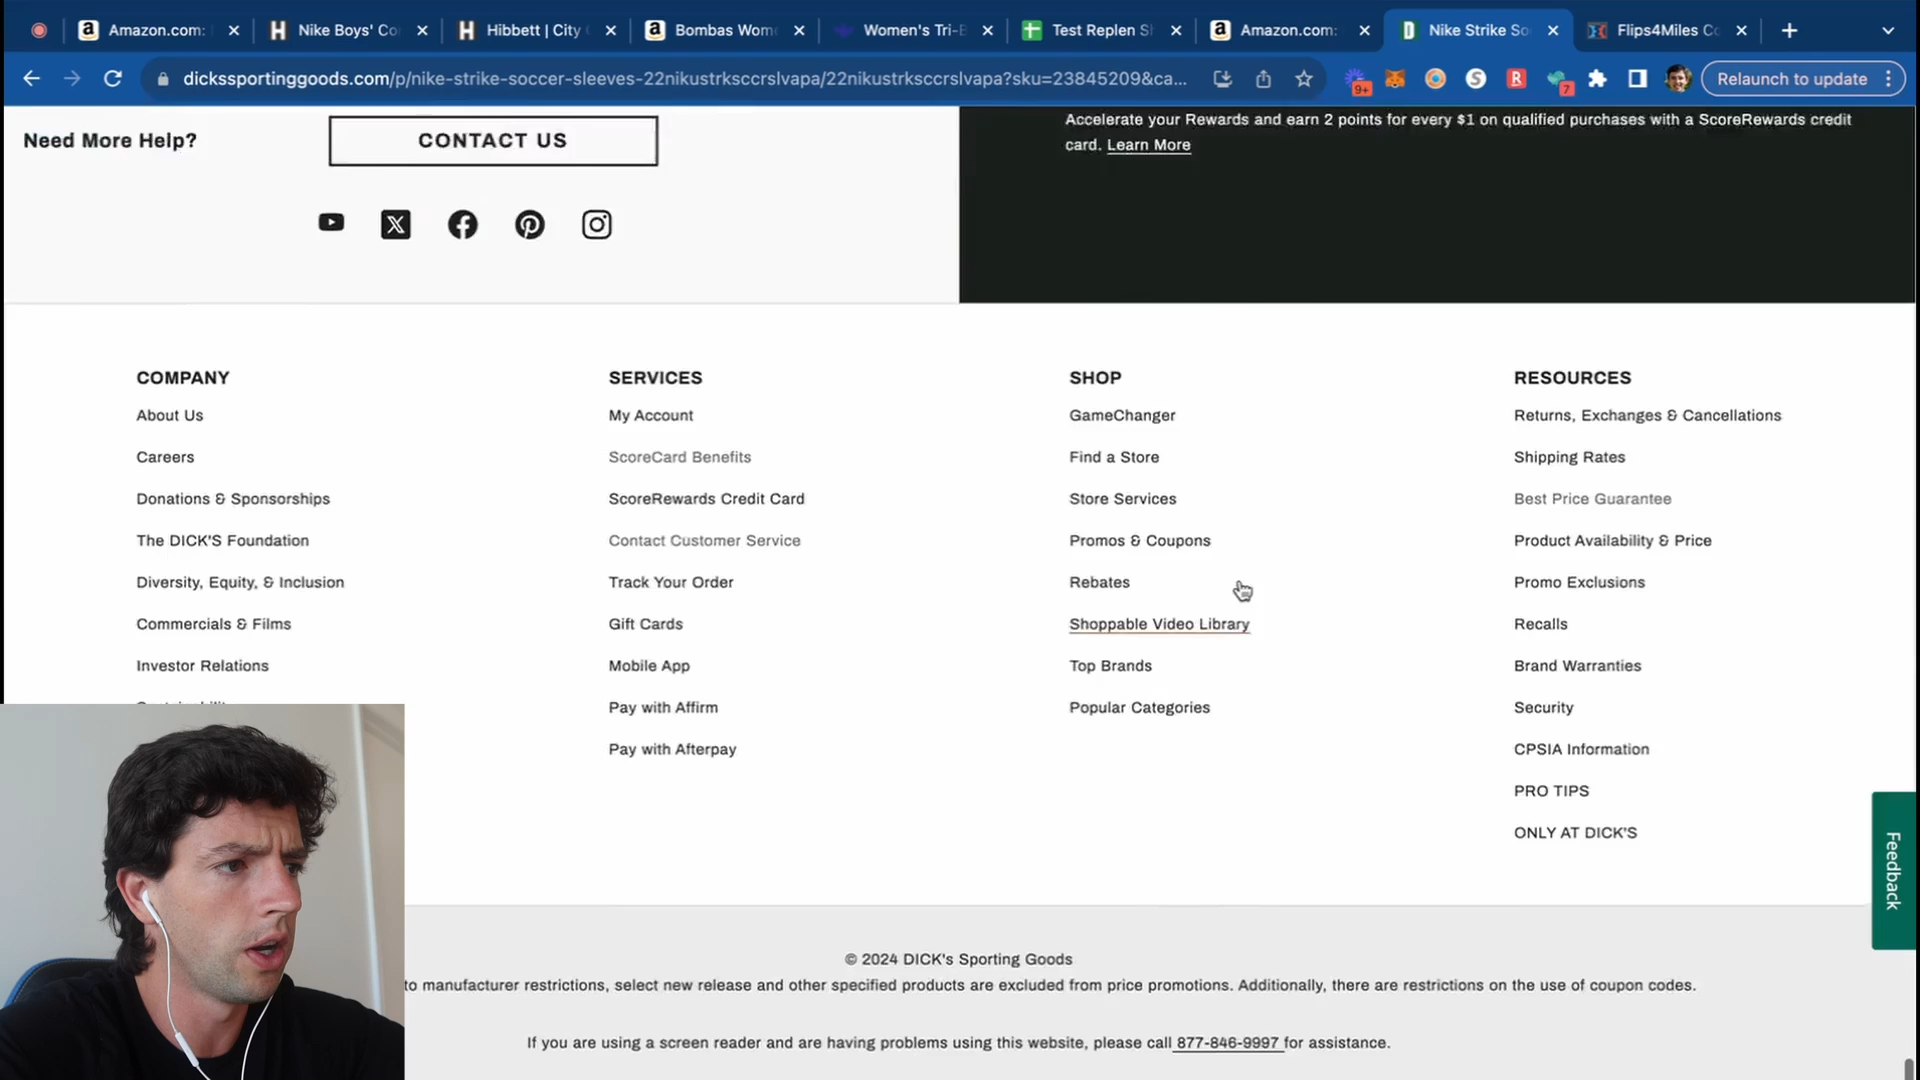 Amazon.com:
Nike Boys' Co
Hibbett | City
Bombas Wom
Women's Tri-B
Test Replen S
Amazon.com:
Nike Strike So
Flips4Miles Co
dickssportinggoods.com/p/nike-strike-soccer-sleeves-22nikustrksccrslvapa/22nikustrksccrslvapa?sku=23845209&ca...
9+
7
Relaunch to update
Need More Help?
CONTACT US
Accelerate your Rewards and earn 2 points for every $1 on qualified purchases with a ScoreRewards credit
card. Learn More
COMPANY
About Us
Careers
Donations & Sponsorships
The DICK'S Foundation
Diversity, Equity, & Inclusion
Commercials & Films
Investor Relations
SERVICES
My Account
ScoreCard Benefits
ScoreRewards Credit Card
Contact Customer Service
Track Your Order
Gift Cards
Mobile App
Pay with Affirm
Pay with Afterpay
SHOP
GameChanger
Find a Store
Store Services
Promos & Coupons
Rebates
Shoppable Video Library
Top Brands
Popular Categories
RESOURCES
Returns, Exchanges & Cancellations
Shipping Rates
Best Price Guarantee
Product Availability & Price
Promo Exclusions
Recalls
Brand Warranties
Security
CPSIA Information
PRO TIPS
ONLY AT DICK'S
Feedback
© 2024 DICK's Sporting Goods
to manufacturer restrictions, select new release and other specified products are excluded from price promotions. Additionally, there are restrictions on the use of coupon codes.
If you are using a screen reader and are having problems using this website, please call 877-846-9997 for assistance.